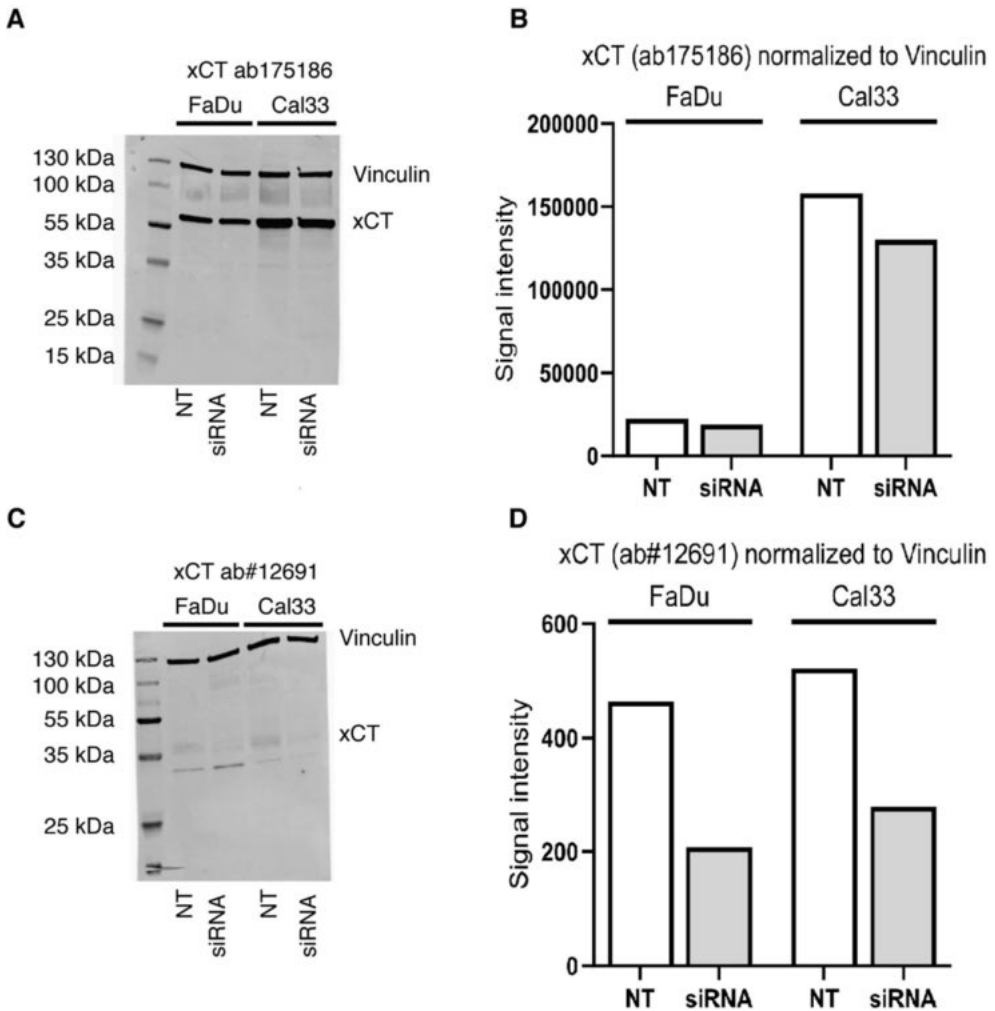 A
xCT ab175186
FaDu Cal33
130 kDa
100 kDa
55 kDa
35 kDa
25 kDa
15 kDa
Vinculin
xCT
NT siRNA NT siRNA
B
xCT (ab175186) normalized to Vinculin
FaDu Cal33
Signal intensity
200000
150000
100000
50000
0
NT siRNA NT siRNA
C
xCT ab#12691
FaDu Cal33
130 kDa
100 kDa
55 kDa
35 kDa
25 kDa
Vinculin
xCT
NT siRNA NT siRNA
D
xCT (ab#12691) normalized to Vinculin
FaDu Cal33
Signal intensity
600
400
200
0
NT siRNA NT siRNA